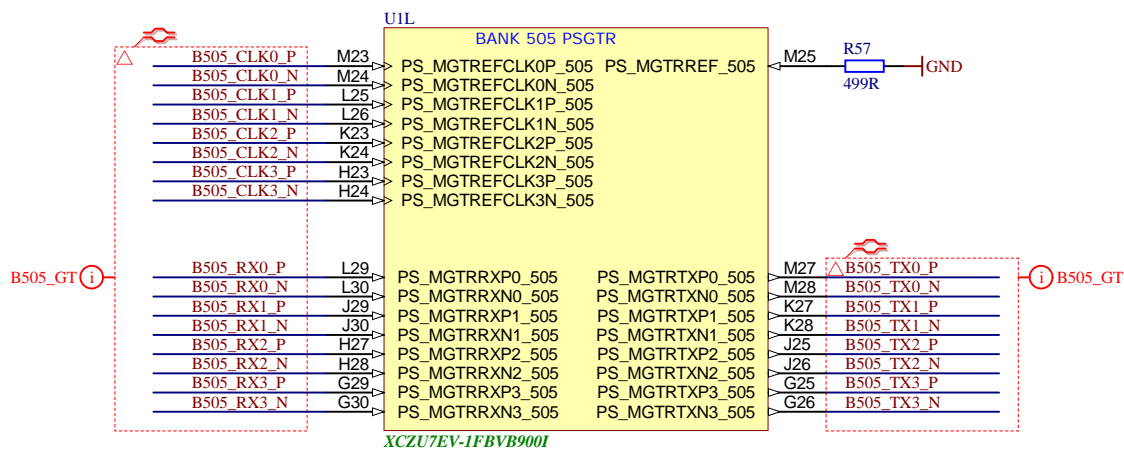 U1L
BANK 505 PSGTR
B505_CLK0_P M23 PS_MGTREFCLK0P_505 PS_MGTRREF_505 M25 R57 GND
499R
B505_CLK0_N M24 PS_MGTREFCLK0N_505
B505_CLK1_P L25 PS_MGTREFCLK1P_505
B505_CLK1_N L26 PS_MGTREFCLK1N_505
B505_CLK2_P K23 PS_MGTREFCLK2P_505
B505_CLK2_N K24 PS_MGTREFCLK2N_505
B505_CLK3_P H23 PS_MGTREFCLK3P_505
B505_CLK3_N H24 PS_MGTREFCLK3N_505
B505_GT i
B505_RX0_P L29 PS_MGTRRXP0_505 PS_MGTRTXP0_505 M27 B505_TX0_P
i B505_GT
B505_RX0_N L30 PS_MGTRRXN0_505 PS_MGTRTXN0_505 M28 B505_TX0_N
B505_RX1_P J29 PS_MGTRRXP1_505 PS_MGTRTXP1_505 K27 B505_TX1_P
B505_RX1_N J30 PS_MGTRRXN1_505 PS_MGTRTXN1_505 K28 B505_TX1_N
B505_RX2_P H27 PS_MGTRRXP2_505 PS_MGTRTXP2_505 J25 B505_TX2_P
B505_RX2_N H28 PS_MGTRRXN2_505 PS_MGTRTXN2_505 J26 B505_TX2_N
B505_RX3_P G29 PS_MGTRRXP3_505 PS_MGTRTXP3_505 G25 B505_TX3_P
B505_RX3_N G30 PS_MGTRRXN3_505 PS_MGTRTXN3_505 G26 B505_TX3_N
XCZU7EV-1FBVB900I